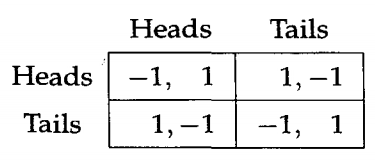 Heads Tails
Heads −1, 1 1, −1
Tails 1, −1 −1, 1